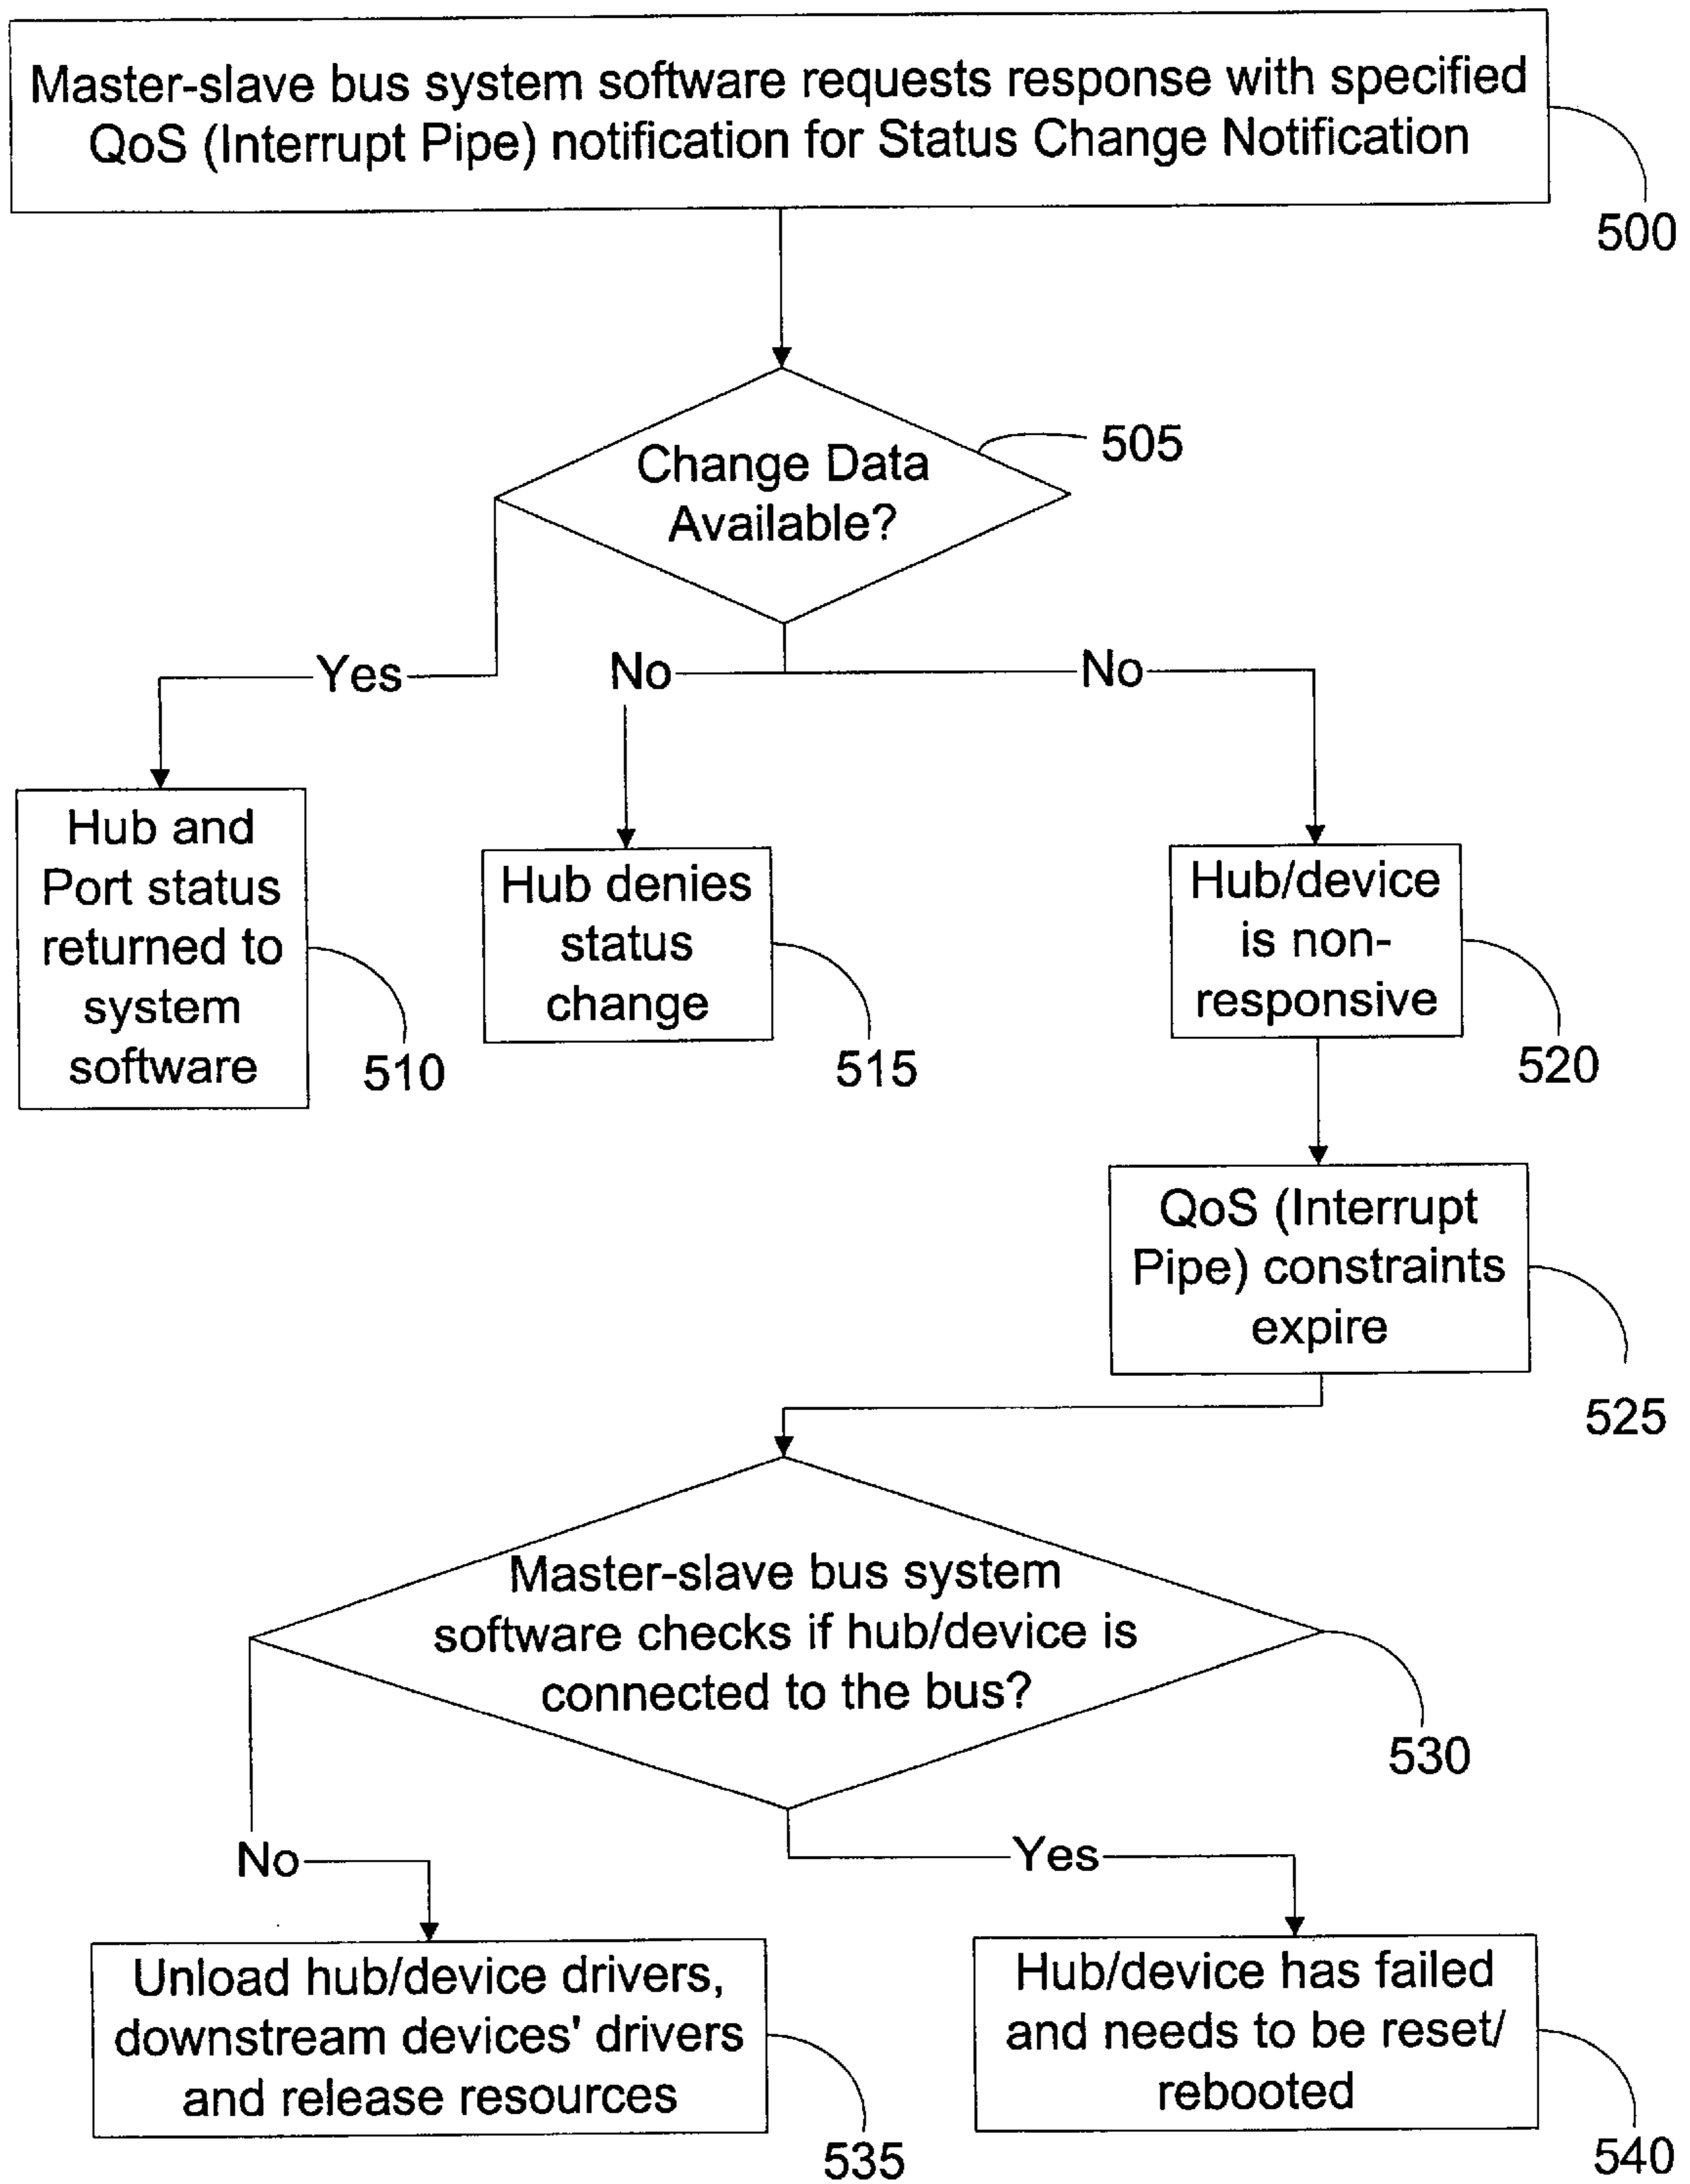 Master-slave bus system software requests response with specified
QoS (Interrupt Pipe) notification for Status Change Notification
500
Change Data
Available?
505
Yes
No
No
Hub and
Port status
returned to
system
software
510
Hub denies
status
change
515
Hub/device
is non-
responsive
520
QoS (Interrupt
Pipe) constraints
expire
525
Master-slave bus system
software checks if hub/device is
connected to the bus?
530
No
Yes
Unload hub/device drivers,
downstream devices' drivers
and release resources
535
Hub/device has failed
and needs to be reset/
rebooted
540